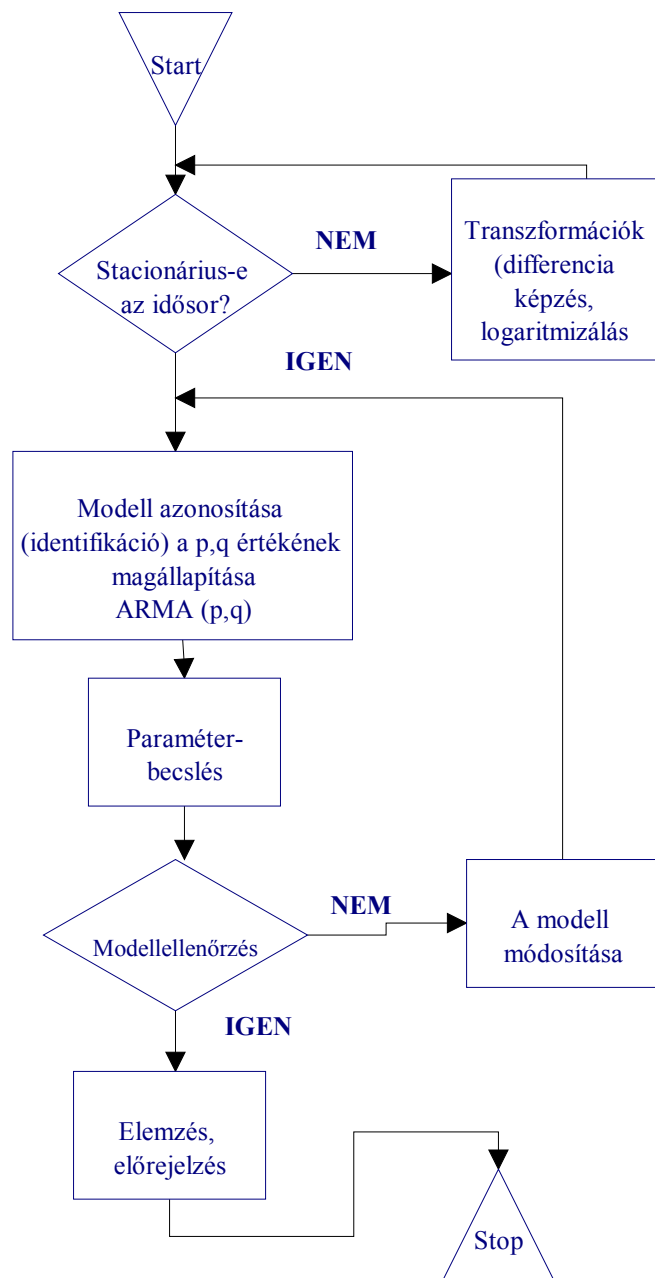 Start
NEM
Transzformációk
(differencia
képzés,
logaritmizálás
Stacionárius-e
az idősor?
IGEN
Modell azonosítása
(identifikáció) a p,q értékének
magállapítása
ARMA (p,q)
Paraméter-
becslés
NEM
Modellellenőrzés
A modell
módosítása
IGEN
Elemzés,
előrejelzés
Stop